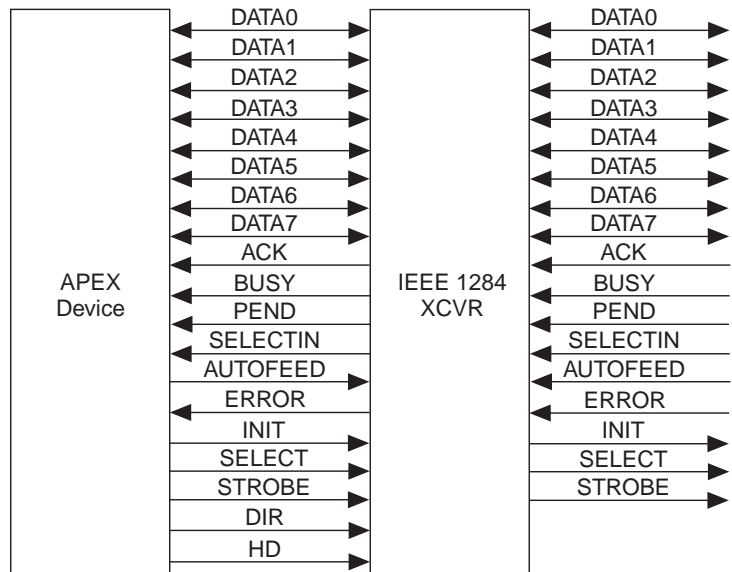 DATA0 DATA0
DATA1 DATA1
DATA2 DATA2
DATA3 DATA3
DATA4 DATA4
DATA5 DATA5
DATA6 DATA6
DATA7 DATA7
ACK ACK
APEX
Device
BUSY
IEEE 1284
XCVR
BUSY
PEND PEND
SELECTIN SELECTIN
AUTOFEED AUTOFEED
ERROR ERROR
INIT INIT
SELECT SELECT
STROBE STROBE
DIR
HD